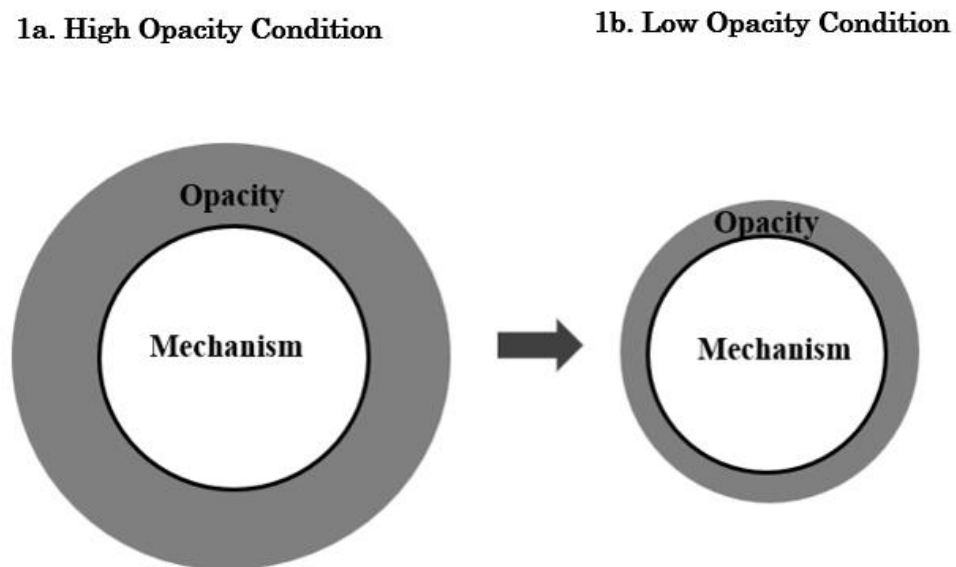 1a. High Opacity Condition
1b. Low Opacity Condition
Opacity
Mechanism
Opacity
Mechanism